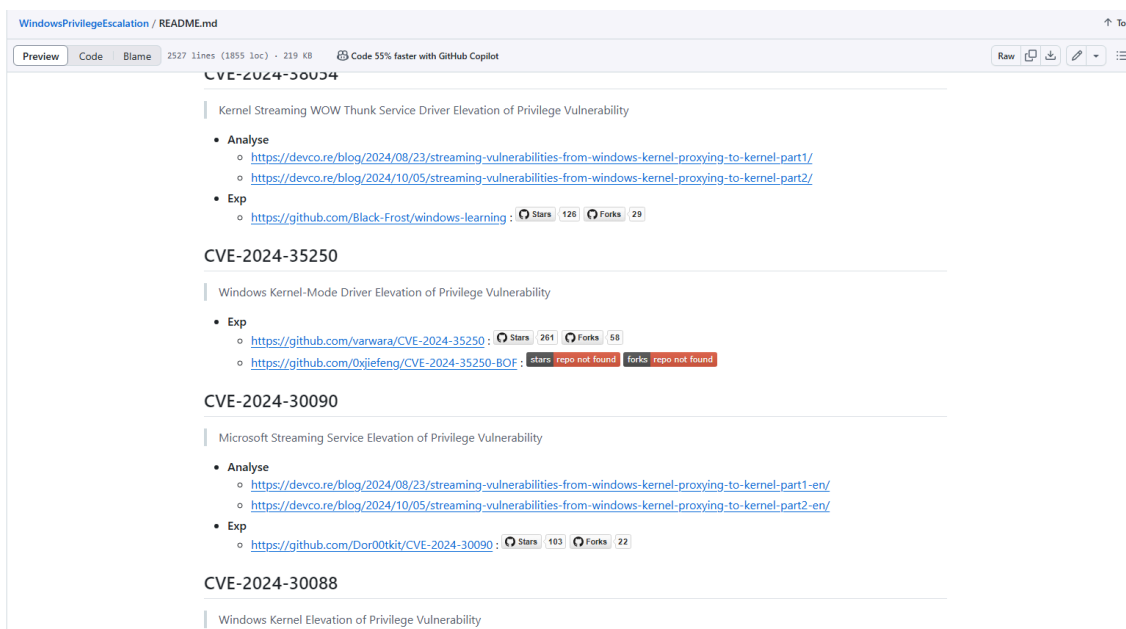 WindowsPrivilegeEscalation / README.md
To
Preview Code Blame 2527 lines (1855 loc) · 219 KB Code 55% faster with GitHub Copilot Raw
CVE-2024-38054
Kernel Streaming WOW Thunk Service Driver Elevation of Privilege Vulnerability
Analyse
https://devco.re/blog/2024/08/23/streaming-vulnerabilities-from-windows-kernel-proxying-to-kernel-part1/
https://devco.re/blog/2024/10/05/streaming-vulnerabilities-from-windows-kernel-proxying-to-kernel-part2/
Exp
https://github.com/Black-Frost/windows-learning : Stars 126 Forks 29
CVE-2024-35250
Windows Kernel-Mode Driver Elevation of Privilege Vulnerability
Exp
https://github.com/varwara/CVE-2024-35250 : Stars 261 Forks 58
https://github.com/0xjiefeng/CVE-2024-35250-BOF : stars repo not found forks repo not found
CVE-2024-30090
Microsoft Streaming Service Elevation of Privilege Vulnerability
Analyse
https://devco.re/blog/2024/08/23/streaming-vulnerabilities-from-windows-kernel-proxying-to-kernel-part1-en/
https://devco.re/blog/2024/10/05/streaming-vulnerabilities-from-windows-kernel-proxying-to-kernel-part2-en/
Exp
https://github.com/Dor00tkit/CVE-2024-30090 : Stars 103 Forks 22
CVE-2024-30088
Windows Kernel Elevation of Privilege Vulnerability